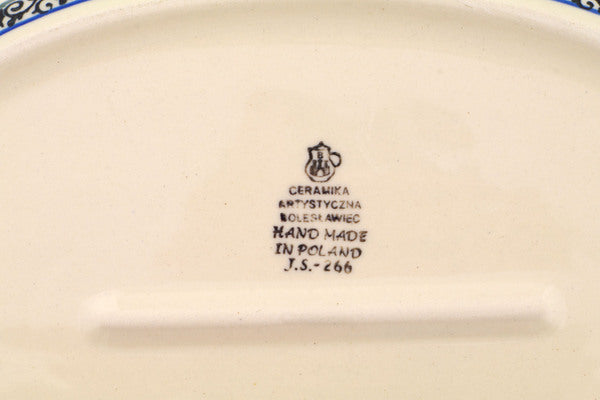 B
CERAMIKA
ARTYSTYCZNA
BOLESŁAWIEC
HAND MADE
IN POLAND
J.S.-266